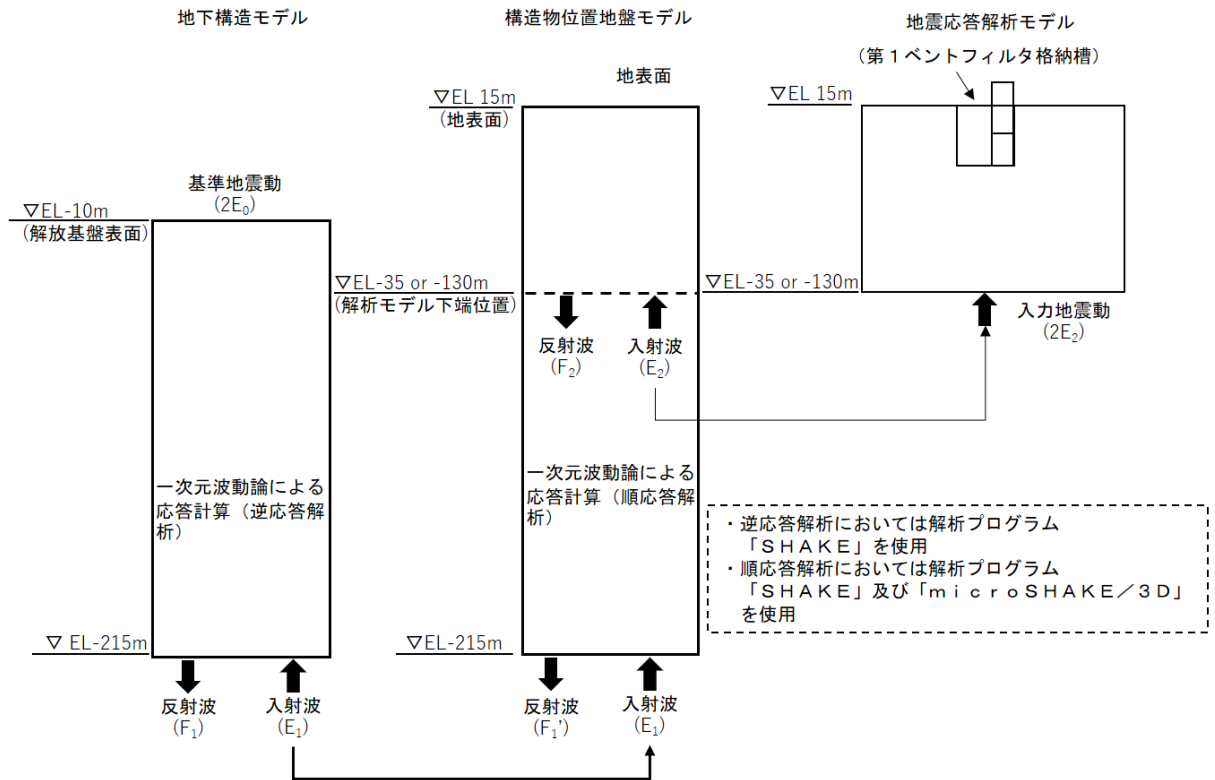 地下構造モデル
構造物位置地盤モデル
地震応答解析モデル
(第1ベントフィルタ格納槽)
地表面
▽EL 15m
(地表面)
▽EL 15m
基準地震動
(2E₀)
▽EL-10m
(解放基盤表面)
▽EL-35 or -130m
(解析モデル下端位置)
▽EL-35 or -130m
反射波
(F₂)
入射波
(E₂)
入力地震動
(2E₂)
一次元波動論による
応答計算(逆応答解
析)
一次元波動論による
応答計算(順応答解
析)
・逆応答解析においては解析プログラム
「SHAKE」を使用
・順応答解析においては解析プログラム
「SHAKE」及び「microSHAKE/3D」
を使用
▽ EL-215m
▽EL-215m
反射波
(F₁)
入射波
(E₁)
反射波
(F₁')
入射波
(E₁)